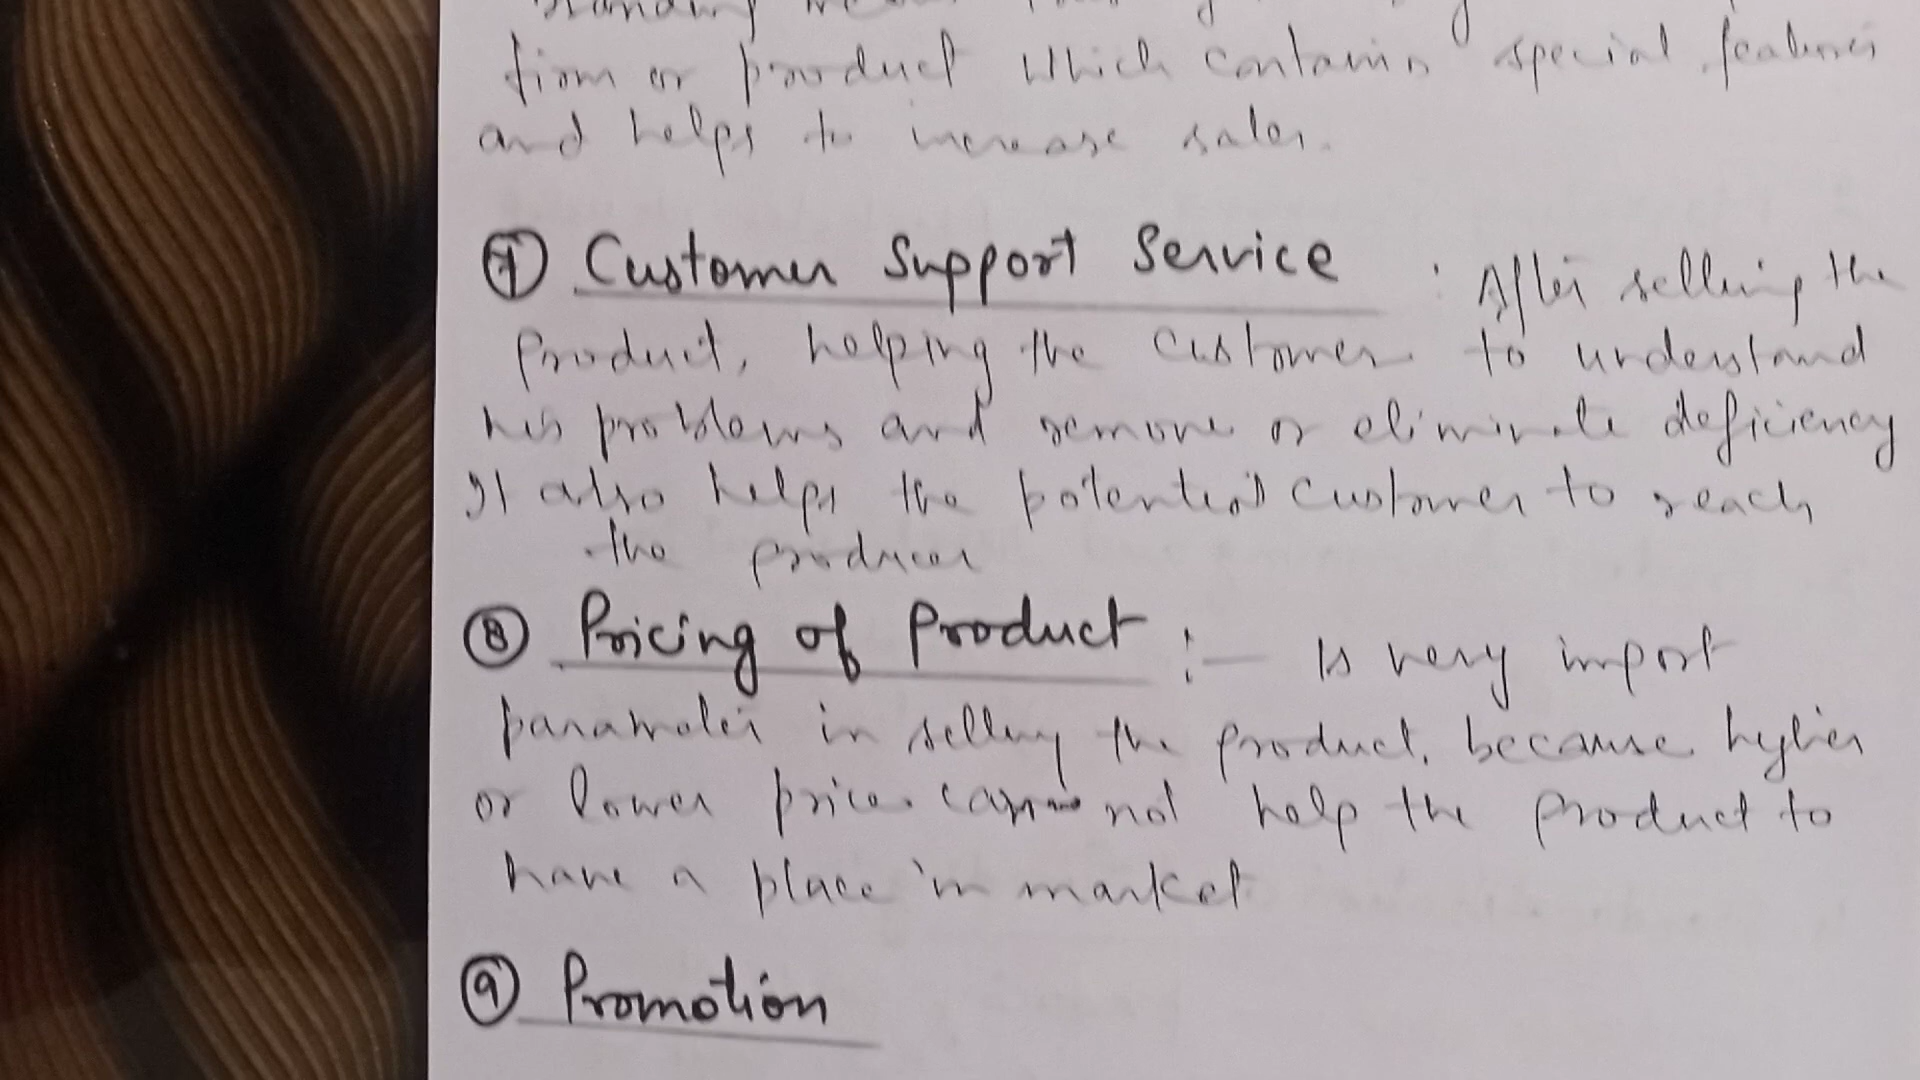 firm or product which contains special features
and helps to increase sales.
⑦ Customer Support Service : After selling the
Product, helping the customer to understand
his problems and remove or eliminate deficiency
It also helps the potential customer to reach
the producer
⑧ Pricing of Product :- Is very import
parameter in selling the product, because higher
or lower price can not help the product to
have a place in market
⑨ Promotion